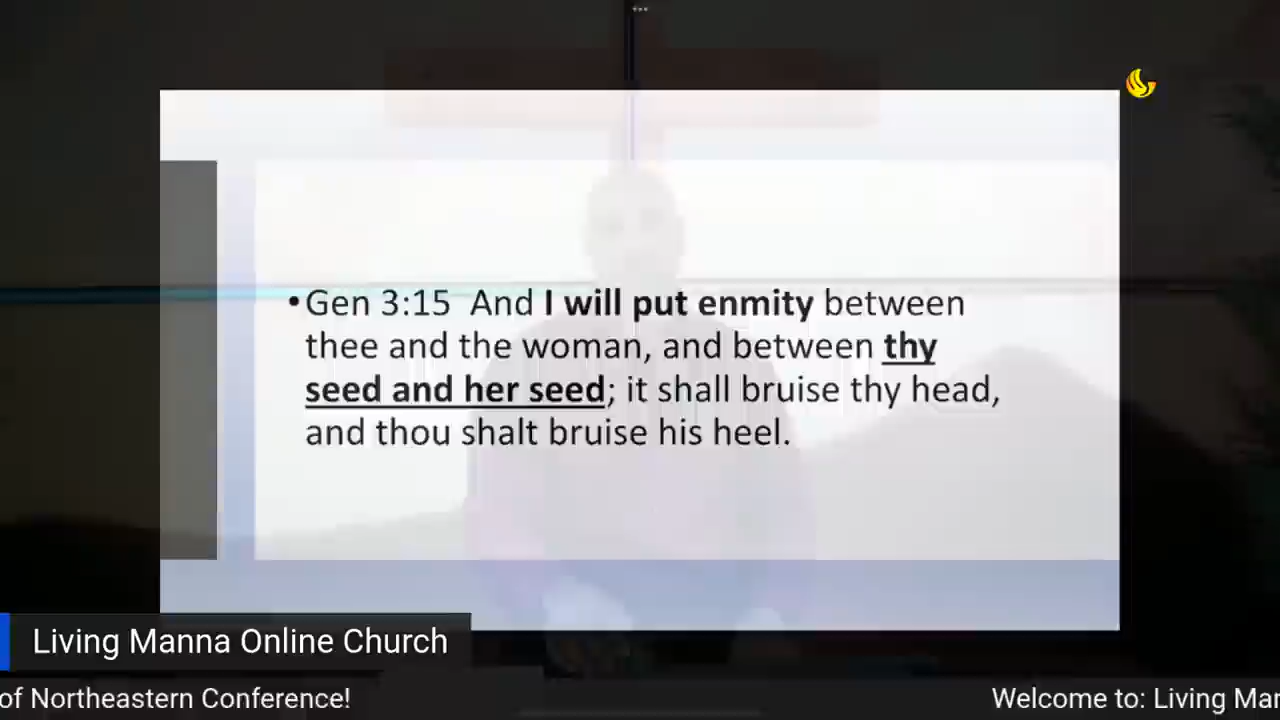 • Gen 3:15  And I will put enmity between
thee and the woman, and between thy
seed and her seed; it shall bruise thy head,
and thou shalt bruise his heel.
Living Manna Online Church
of Northeastern Conference!
Welcome to: Living